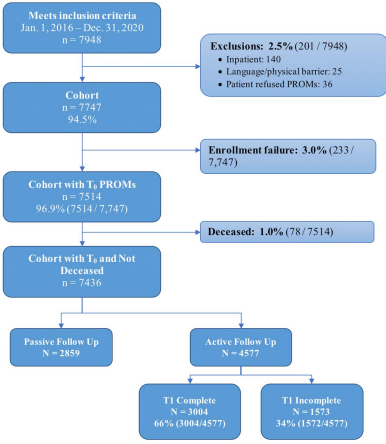 Meets inclusion criteria
Jan. 1, 2016 – Dec. 31, 2020
n = 7948
Exclusions: 2.5% (201 / 7948)
• Inpatient: 140
• Language/physical barrier: 25
• Patient refused PROMs: 36
Cohort
n = 7747
94.5%
Enrollment failure: 3.0% (233 /
7,747)
Cohort with T0 PROMs
n = 7514
96.9% (7514 / 7,747)
Deceased: 1.0% (78 / 7514)
Cohort with T0 and Not
Deceased
n = 7436
Passive Follow Up
N = 2859
Active Follow Up
N = 4577
T1 Complete
N = 3004
66% (3004/4577)
T1 Incomplete
N = 1573
34% (1572/4577)